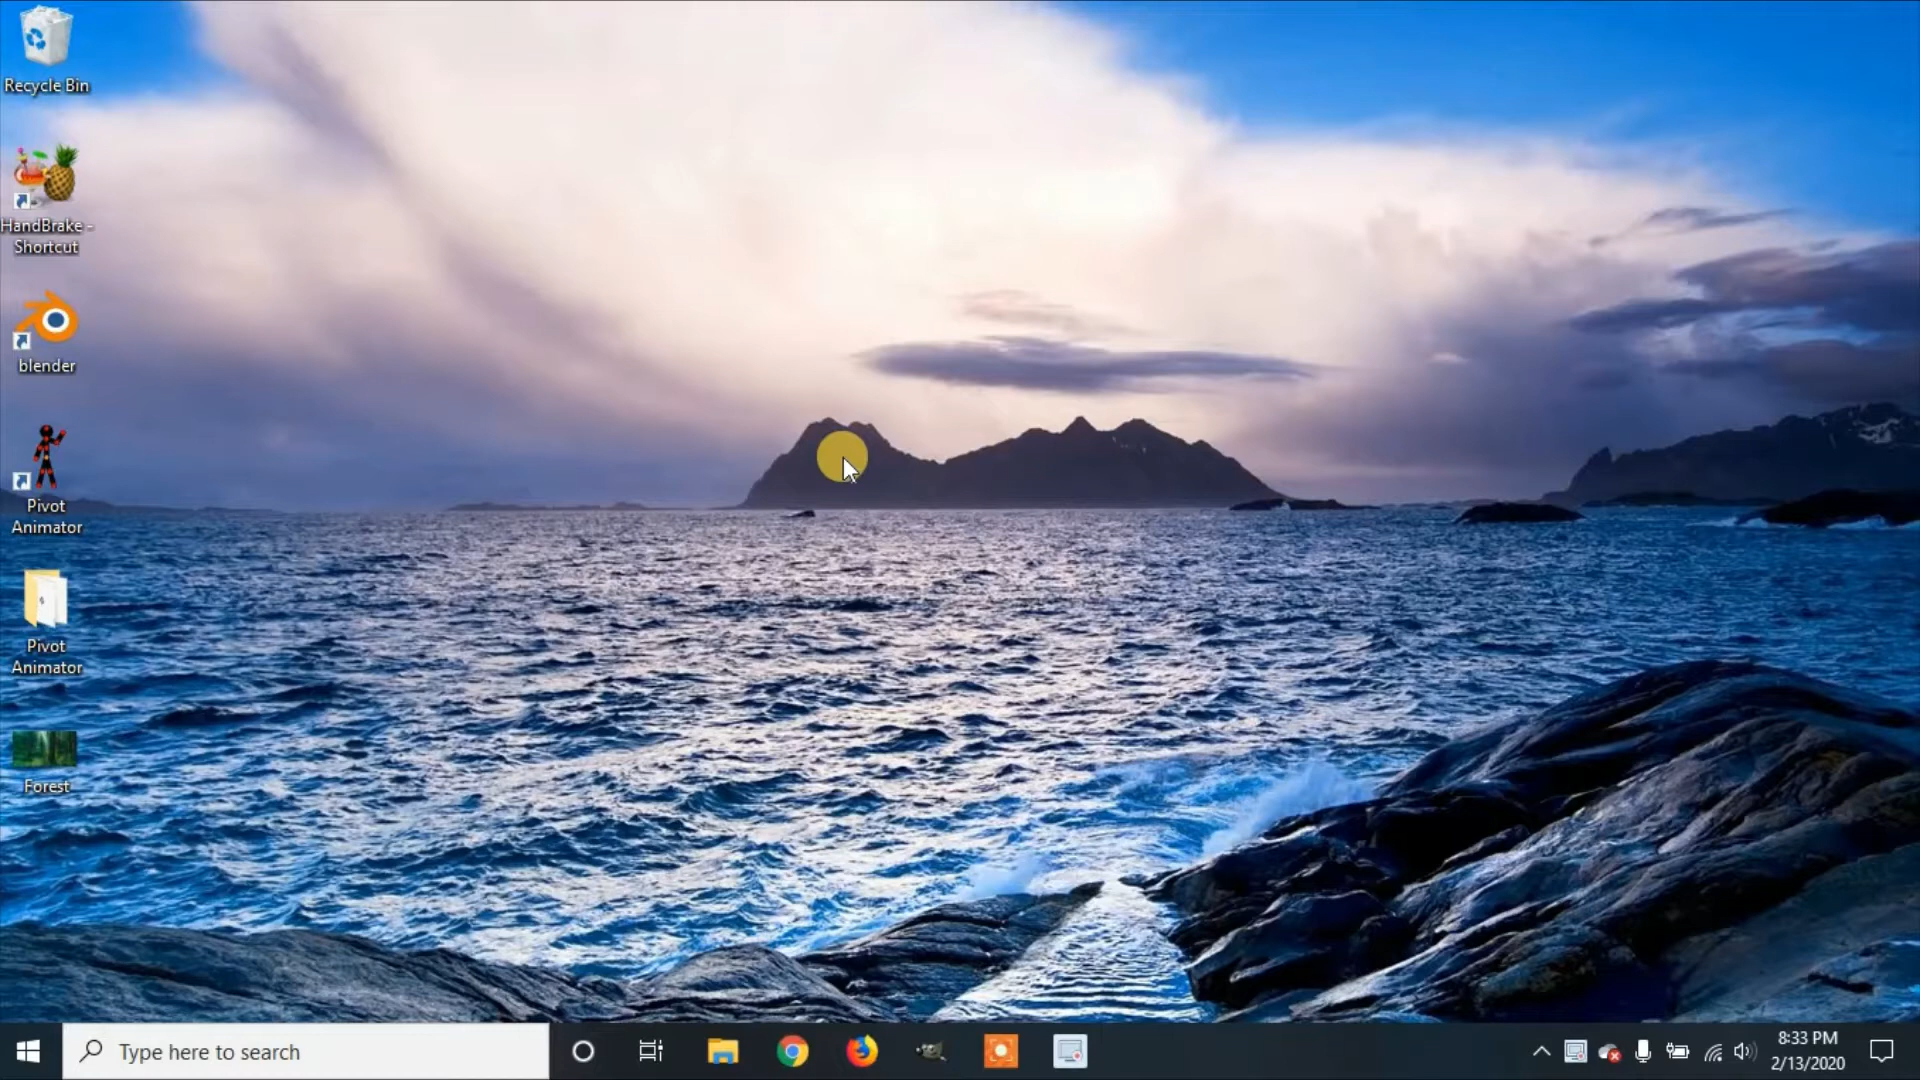 Recycle Bin
HandBrake -
Shortcut
blender
Pivot
Animator
Pivot
Animator
Forest
Type here to search
8:33 PM
2/13/2020